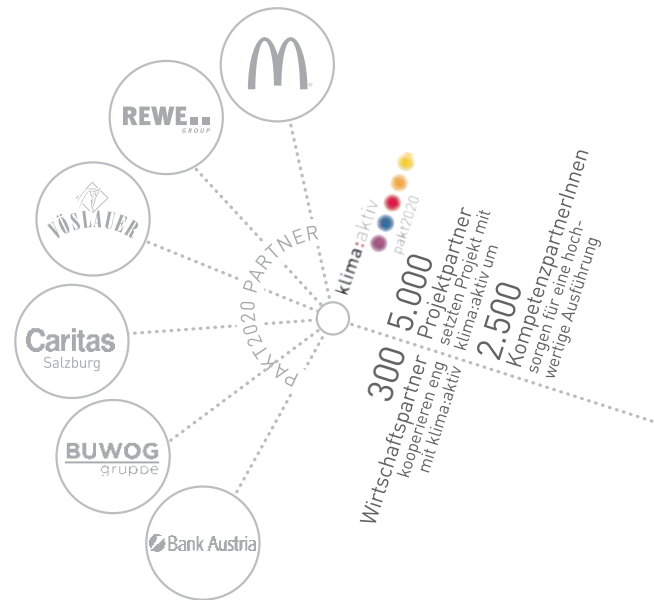 M
REWE
GROUP
VÖSLAUER
Caritas
Salzburg
BUWOG
gruppe
Bank Austria
PAKT2020 PARTNER
klima:aktiv
pakt2020
300
Wirtschaftspartner
kooperieren eng
mit klima:aktiv
5.000
Projektpartner
setzten Projekt mit
klima:aktiv um
2.500
KompetenzpartnerInnen
sorgen für eine hoch-
wertige Ausführung